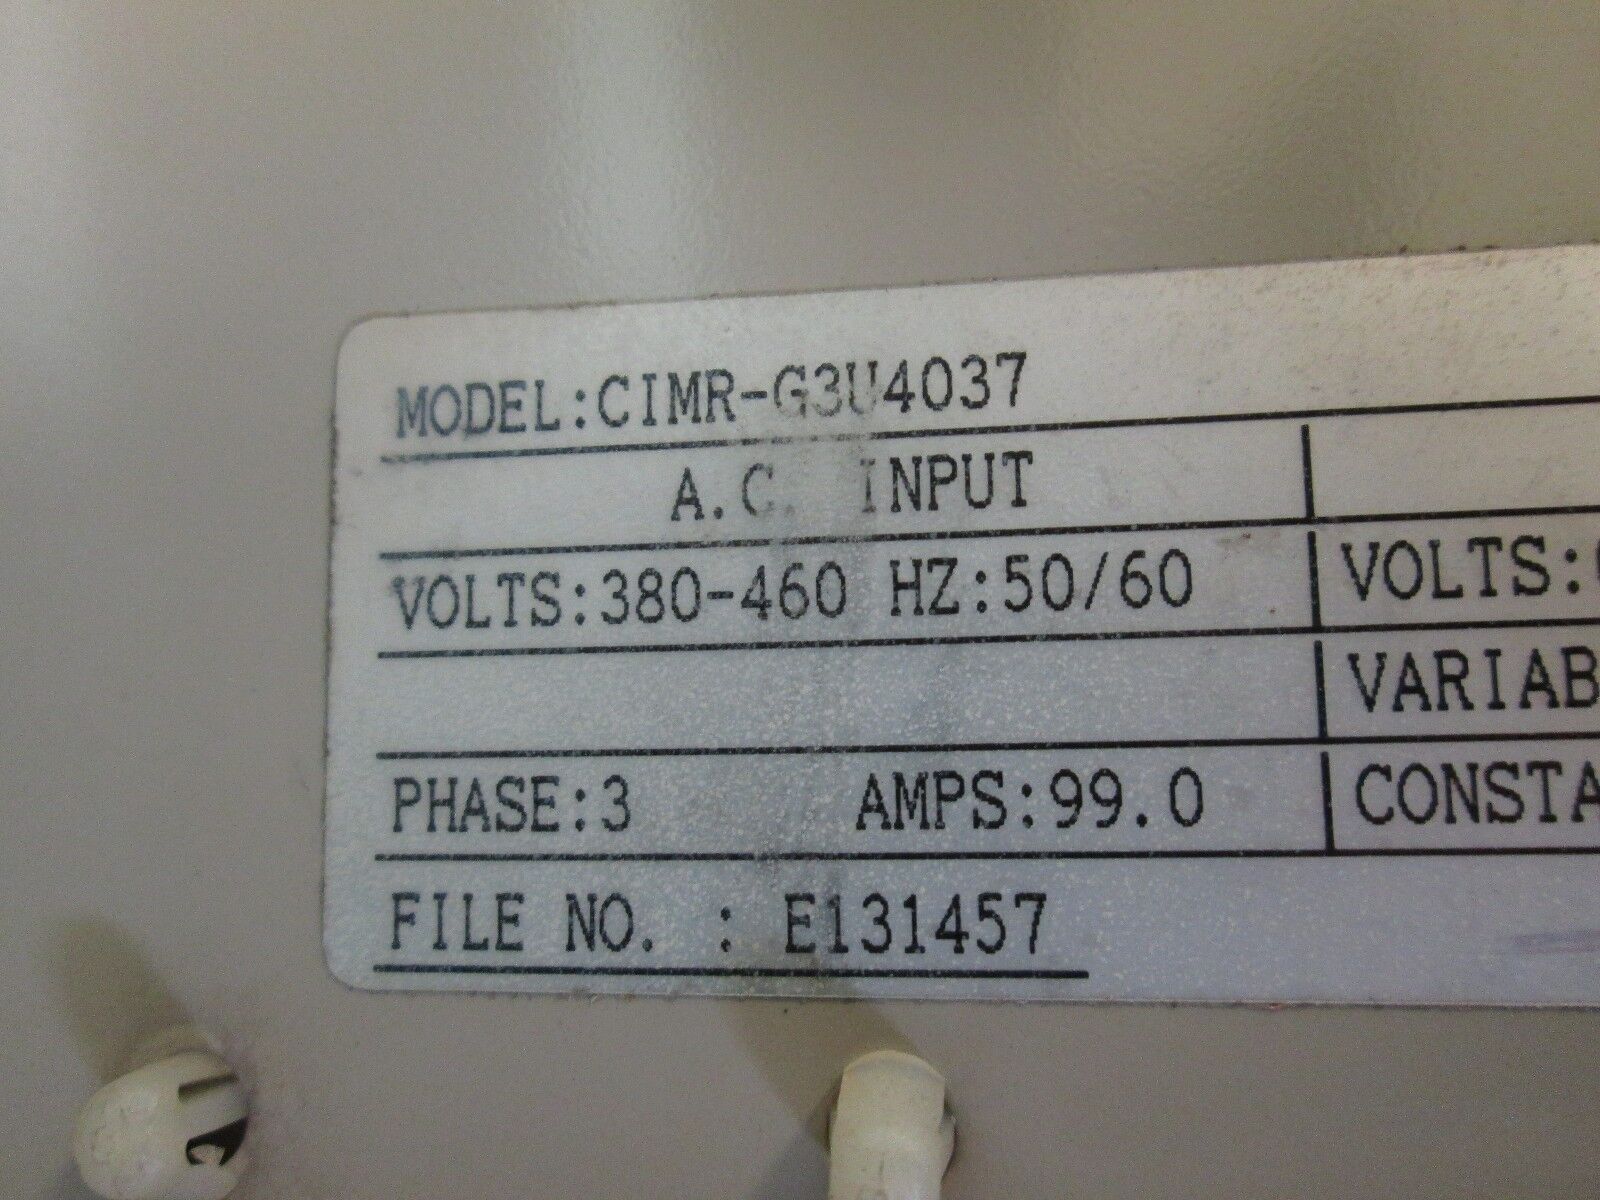 MODEL:CIMR-G3U4037
A.C. INPUT
VOLTS:380-460 HZ:50/60 VOLTS:
VARIAB
PHASE:3 AMPS:99.0 CONSTA
FILE NO. : E131457